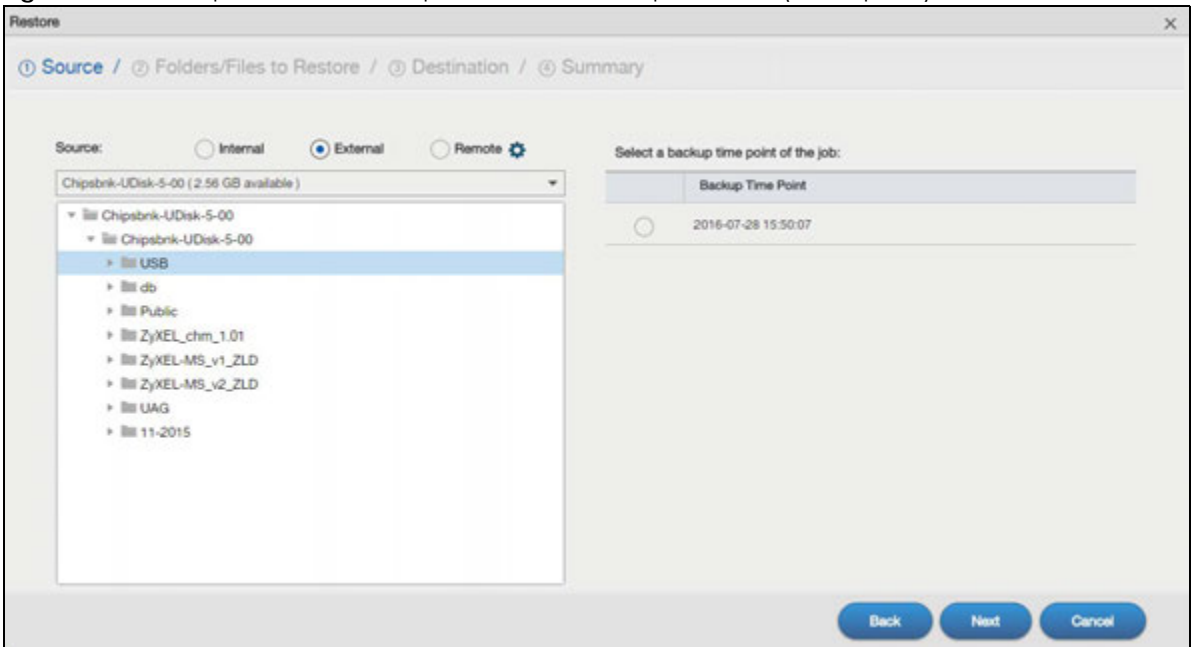 Restore
① Source / ② Folders/Files to Restore / ③ Destination / ④ Summary
Source: Internal External Remote
Select a backup time point of the job:
Chipsbnk-UDisk-5-00 ( 2.56 GB available )
Backup Time Point
Chipsbnk-UDisk-5-00
2016-07-28 15:50:07
Chipsbnk-UDisk-5-00
USB
db
Public
ZyXEL_chm_1.01
ZyXEL-MS_v1_ZLD
ZyXEL-MS_v2_ZLD
UAG
11-2015
Back Next Cancel